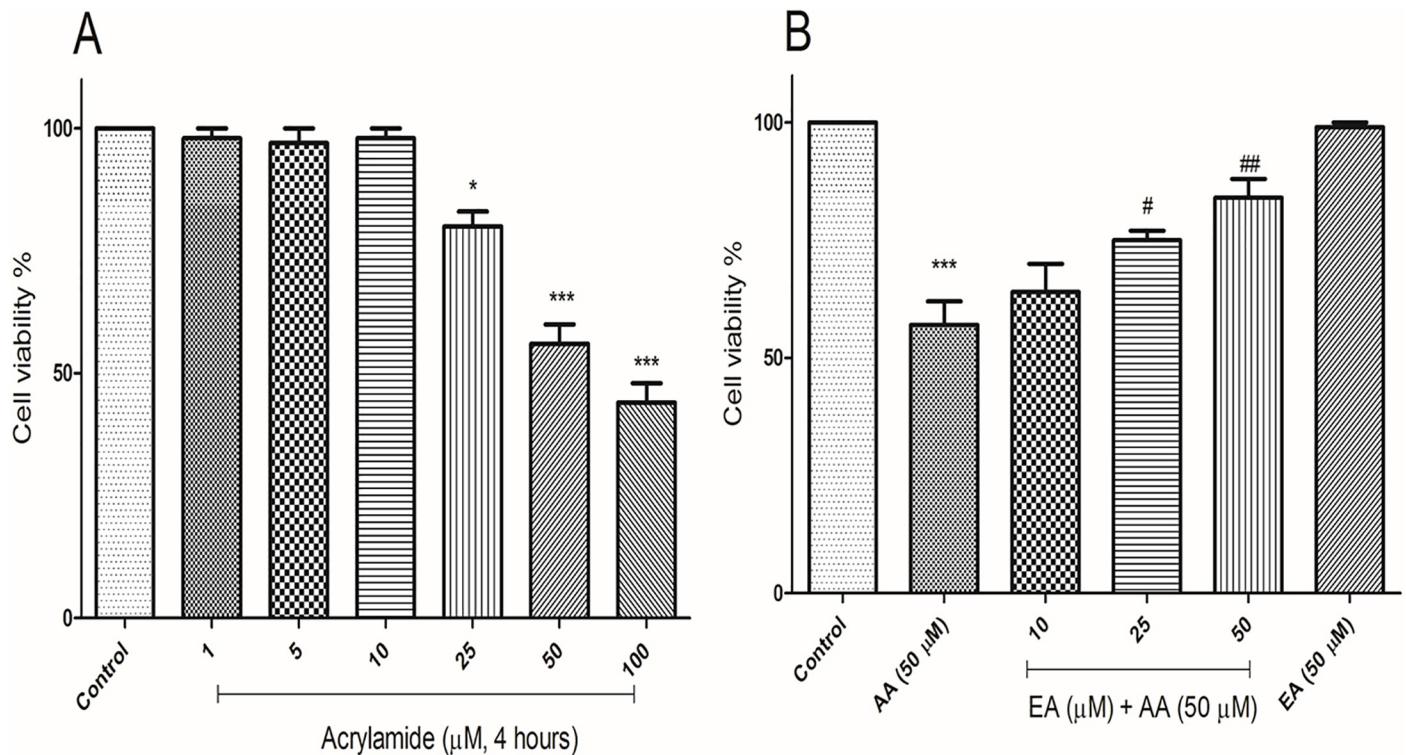 A
Cell viability %
100
50
0
*
***
***
Control
1
5
10
25
50
100
Acrylamide (μM, 4 hours)
B
Cell viability %
100
50
0
***
#
##
Control
AA (50 μM)
10
25
50
EA (50 μM)
EA (μM) + AA (50 μM)